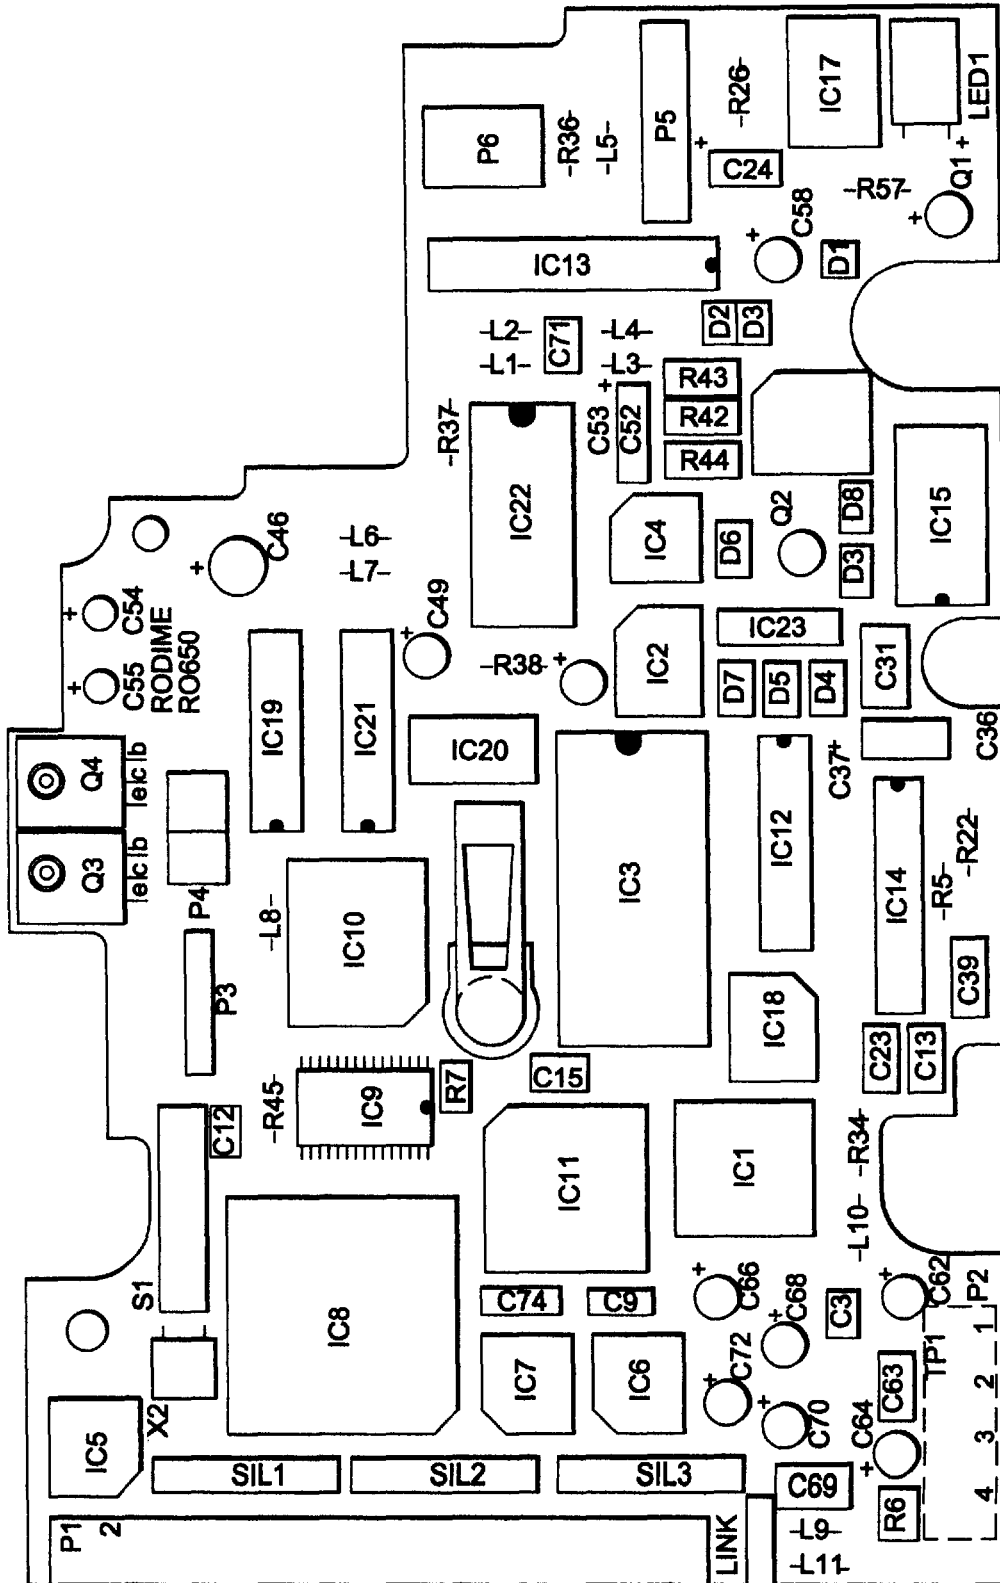 LED1
IC17
-R26-
P5
-R36-
-L5-
P6
+
C24
Q1 +
-R57-
+
C58
+
D1
IC13
D2
D3
-L2-
-L4-
C71
-L1-
-L3-
+
R43
-R37-
C53
C52
R42
R44
IC22
IC4
D6
Q2
D8
IC15
D3
C46
+
-L6-
-L7-
C54
+
C55
+
RODIME
RO650
C49
+
-R38-
+
IC2
IC23
D7
D5
D4
C31
C36
C37+
IC19
IC21
IC20
Q4
lelclb
Q3
lelclb
P4
IC3
IC12
IC14
-R22-
-R5-
-L8-
IC10
P3
IC18
C39
C23
C13
C12
-R45-
IC9
R7
C15
-R34-
IC11
IC1
-L10-
S1
C66
+
C68
+
C62
+
P2
C3
C74
C9
IC8
TP1
1
2
3
4
C72
+
IC7
IC6
C63
X2
C70
+
C64
+
IC5
SIL1
SIL2
SIL3
C69
R6
P1
2
LINK
-L9-
-L11-